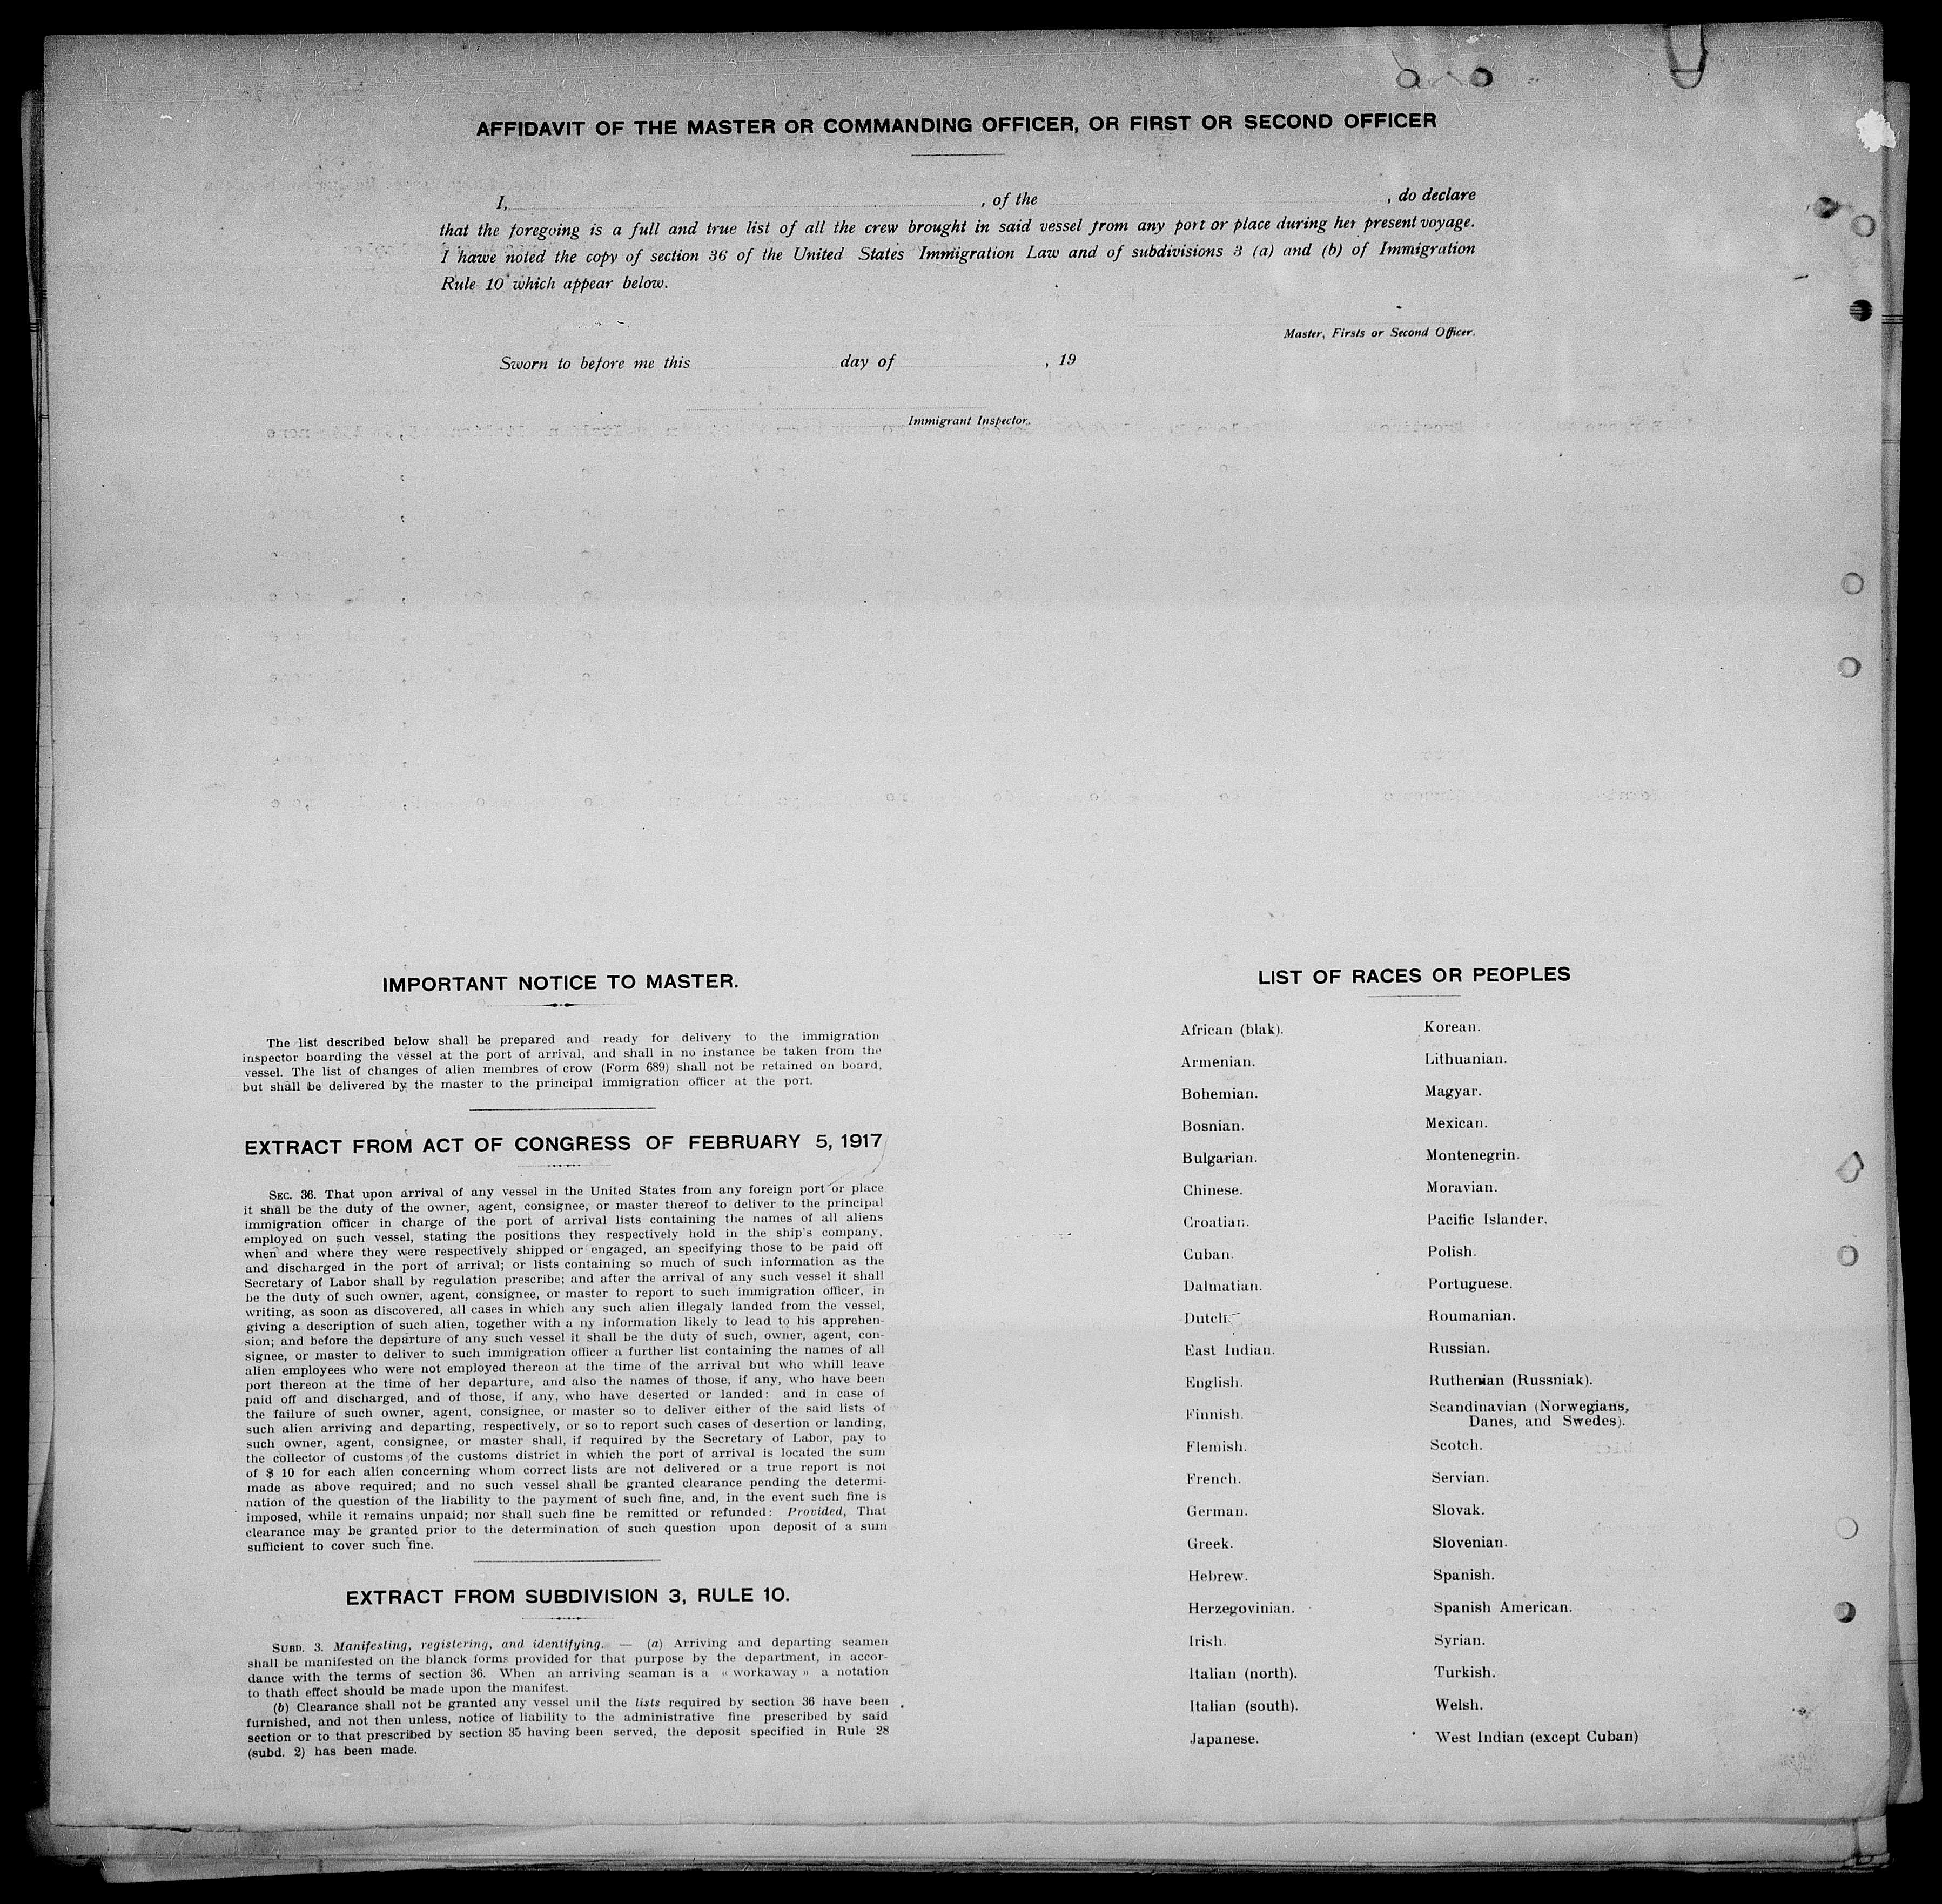 AFFIDAVIT OF THE MASTER OR COMMANDING OFFICER, OR FIRST OR SECOND OFFICER
I, , of the , do declare
that the foregoing is a full and true list of all the crew brought in said vessel from any port or place during her present voyage.
I hawe noted the copy of section 36 of the United States Immigration Law and of subdivisions 3 (a) and (b) of Immigration
Rule 10 which appear below.
Master, Firsts or Second Officer.
Sworn to before me this day of , 19
Immigrant Inspector.
IMPORTANT NOTICE TO MASTER.
The list described below shall be prepared and ready for delivery to the immigration
inspector boarding the vessel at the port of arrival, and shall in no instance be taken from the
vessel. The list of changes of alien membres of crow (Form 689) shall not be retained on board,
but shall be delivered by the master to the principal immigration officer at the port.
EXTRACT FROM ACT OF CONGRESS OF FEBRUARY 5, 1917
SEC. 36. That upon arrival of any vessel in the United States from any foreign port or place
it shall be the duty of the owner, agent, consignee, or master thereof to deliver to the principal
immigration officer in charge of the port of arrival lists containing the names of all aliens
employed on such vessel, stating the positions they respectively hold in the ship's company,
when and where they were respectively shipped or engaged, an specifying those to be paid off
and discharged in the port of arrival; or lists containing so much of such information as the
Secretary of Labor shall by regulation prescribe; and after the arrival of any such vessel it shall
be the duty of such owner, agent, consignee, or master to report to such immigration officer, in
writing, as soon as discovered, all cases in which any such alien illegaly landed from the vessel,
giving a description of such alien, together with a ny information likely to lead to his apprehen-
sion; and before the departure of any such vessel it shall be the duty of such, owner, agent, con-
signee, or master to deliver to such immigration officer a further list containing the names of all
alien employees who were not employed thereon at the time of the arrival but who whill leave
port thereon at the time of her departure, and also the names of those, if any, who have been
paid off and discharged, and of those, if any, who have deserted or landed: and in case of
the failure of such owner, agent, consignee, or master so to deliver either of the said lists of
such alien arriving and departing, respectively, or so to report such cases of desertion or landing,
such owner, agent, consignee, or master shall, if required by the Secretary of Labor, pay to
the collector of customs of the customs district in which the port of arrival is located the sum
of $ 10 for each alien concerning whom correct lists are not delivered or a true report is not
made as above required; and no such vessel shall be granted clearance pending the determi-
nation of the question of the liability to the payment of such fine, and, in the event such fine is
imposed, while it remains unpaid; nor shall such fine be remitted or refunded: Provided, That
clearance may be granted prior to the determination of such question upon deposit of a sum
sufficient to cover such fine.
EXTRACT FROM SUBDIVISION 3, RULE 10.
SUBD. 3. Manifesting, registering, and identifying. — (a) Arriving and departing seamen
shall be manifested on the blanck forms provided for that purpose by the department, in accor-
dance with the terms of section 36. When an arriving seaman is a « workaway » a notation
to thath effect should be made upon the manifest.
(b) Clearance shall not be granted any vessel unil the lists required by section 36 have been
furnished, and not then unless, notice of liability to the administrative fine prescribed by said
section or to that prescribed by section 35 having been served, the deposit specified in Rule 28
(subd. 2) has been made.
LIST OF RACES OR PEOPLES
African (blak).
Armenian.
Bohemian.
Bosnian.
Bulgarian.
Chinese.
Croatian.
Cuban.
Dalmatian.
Dutch.
East Indian.
English.
Finnish.
Flemish.
French.
German.
Greek.
Hebrew.
Herzegovinian.
Irish.
Italian (north).
Italian (south).
Japanese.
Korean.
Lithuanian.
Magyar.
Mexican.
Montenegrin.
Moravian.
Pacific Islander.
Polish.
Portuguese.
Roumanian.
Russian.
Ruthenian (Russniak).
Scandinavian (Norwegians,
Danes, and Swedes).
Scotch.
Servian.
Slovak.
Slovenian.
Spanish.
Spanish American.
Syrian.
Turkish.
Welsh.
West Indian (except Cuban)